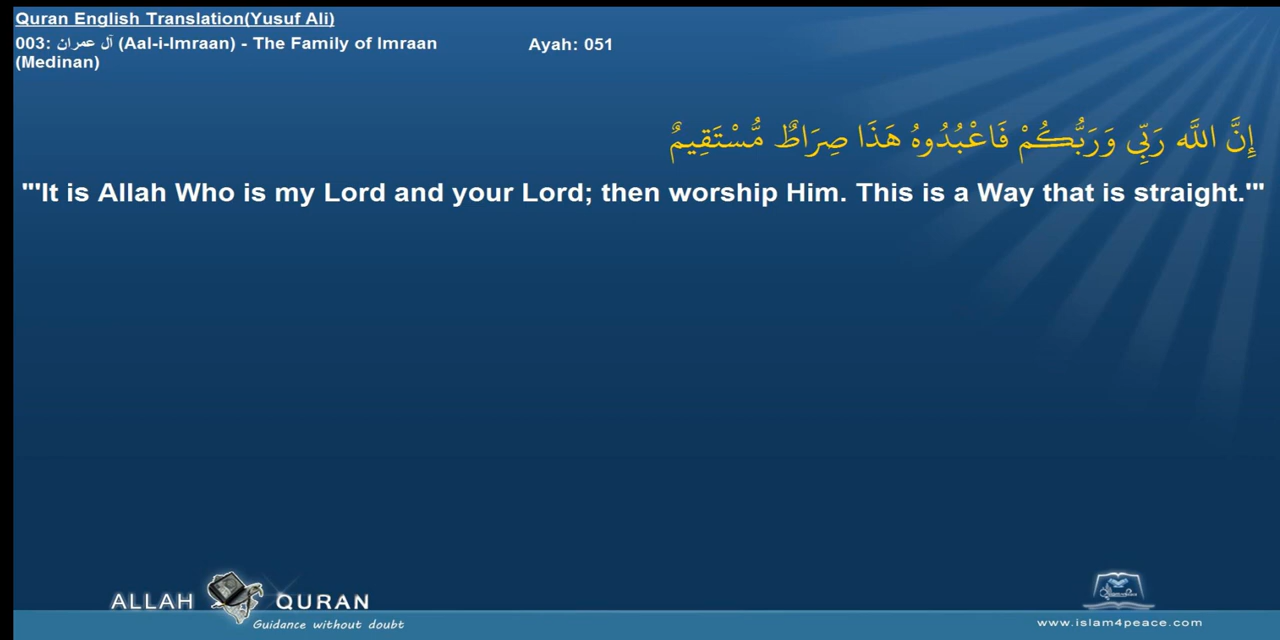 Quran English Translation(Yusuf Ali)
003: آل عمران (Aal-i-Imraan) - The Family of Imraan
(Medinan)
Ayah: 051
إِنَّ اللَّه رَبِّي وَرَبُّكُمْ فَاعْبُدُوهُ هَذَا صِرَاطٌ مُّسْتَقِيمٌ
"'It is Allah Who is my Lord and your Lord; then worship Him. This is a Way that is straight.'"
ALLAH QURAN
Guidance without doubt
www.islam4peace.com